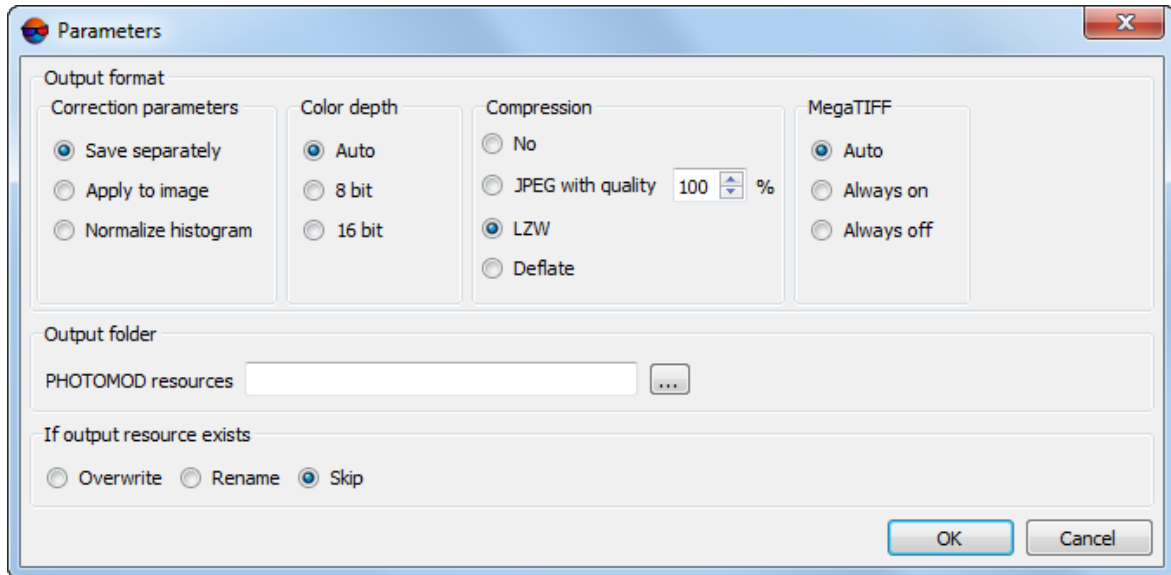 Parameters
Output format
Correction parameters
Save separately
Apply to image
Normalize histogram
Color depth
Auto
8 bit
16 bit
Compression
No
JPEG with quality 100 %
LZW
Deflate
MegaTIFF
Auto
Always on
Always off
Output folder
PHOTOMOD resources ...
If output resource exists
Overwrite Rename Skip
OK Cancel